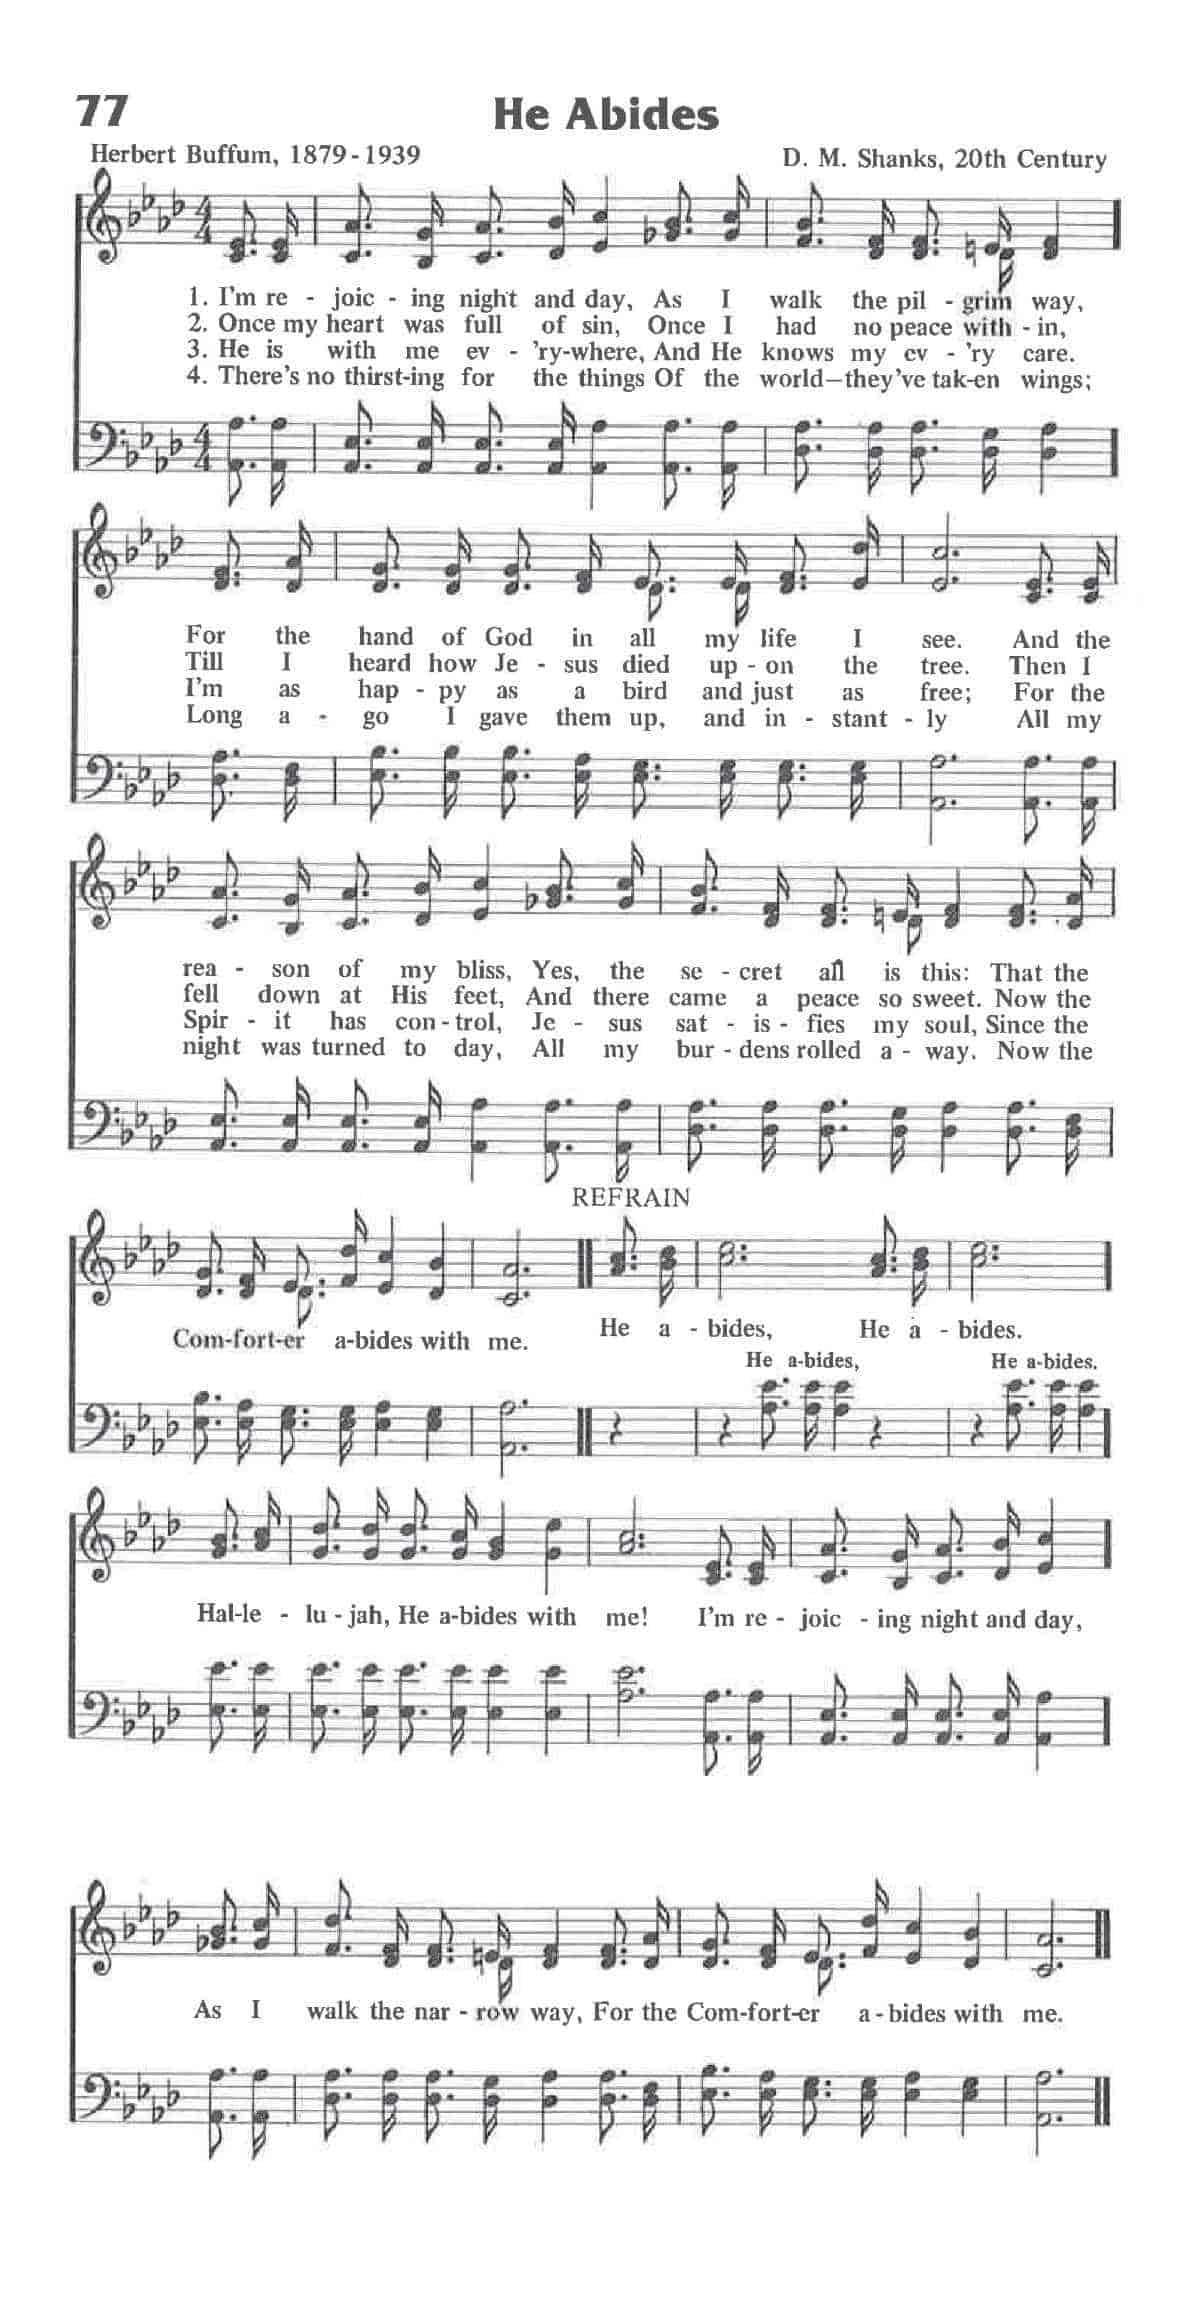 77
He Abides
Herbert Buffum, 1879-1939
D. M. Shanks, 20th Century
1. I'm re - joic - ing night and day, As I walk the pil - grim way,
2. Once my heart was full of sin, Once I had no peace with - in,
3. He is with me ev - 'ry-where, And He knows my ev - 'ry care.
4. There's no thirst-ing for the things Of the world—they've tak-en wings;
For the hand of God in all my life I see. And the
Till I heard how Je - sus died up - on the tree. Then I
I'm as hap - py as a bird and just as free; For the
Long a - go I gave them up, and in - stant - ly All my
rea - son of my bliss, Yes, the se - cret all is this: That the
fell down at His feet, And there came a peace so sweet. Now the
Spir - it has con - trol, Je - sus sat - is - fies my soul, Since the
night was turned to day, All my bur - dens rolled a - way. Now the
REFRAIN
Com-fort-er a-bides with me. He a - bides, He a - bides.
He a-bides, He a-bides.
Hal-le - lu - jah, He a-bides with me! I'm re - joic - ing night and day,
As I walk the nar - row way, For the Com-fort-er a - bides with me.